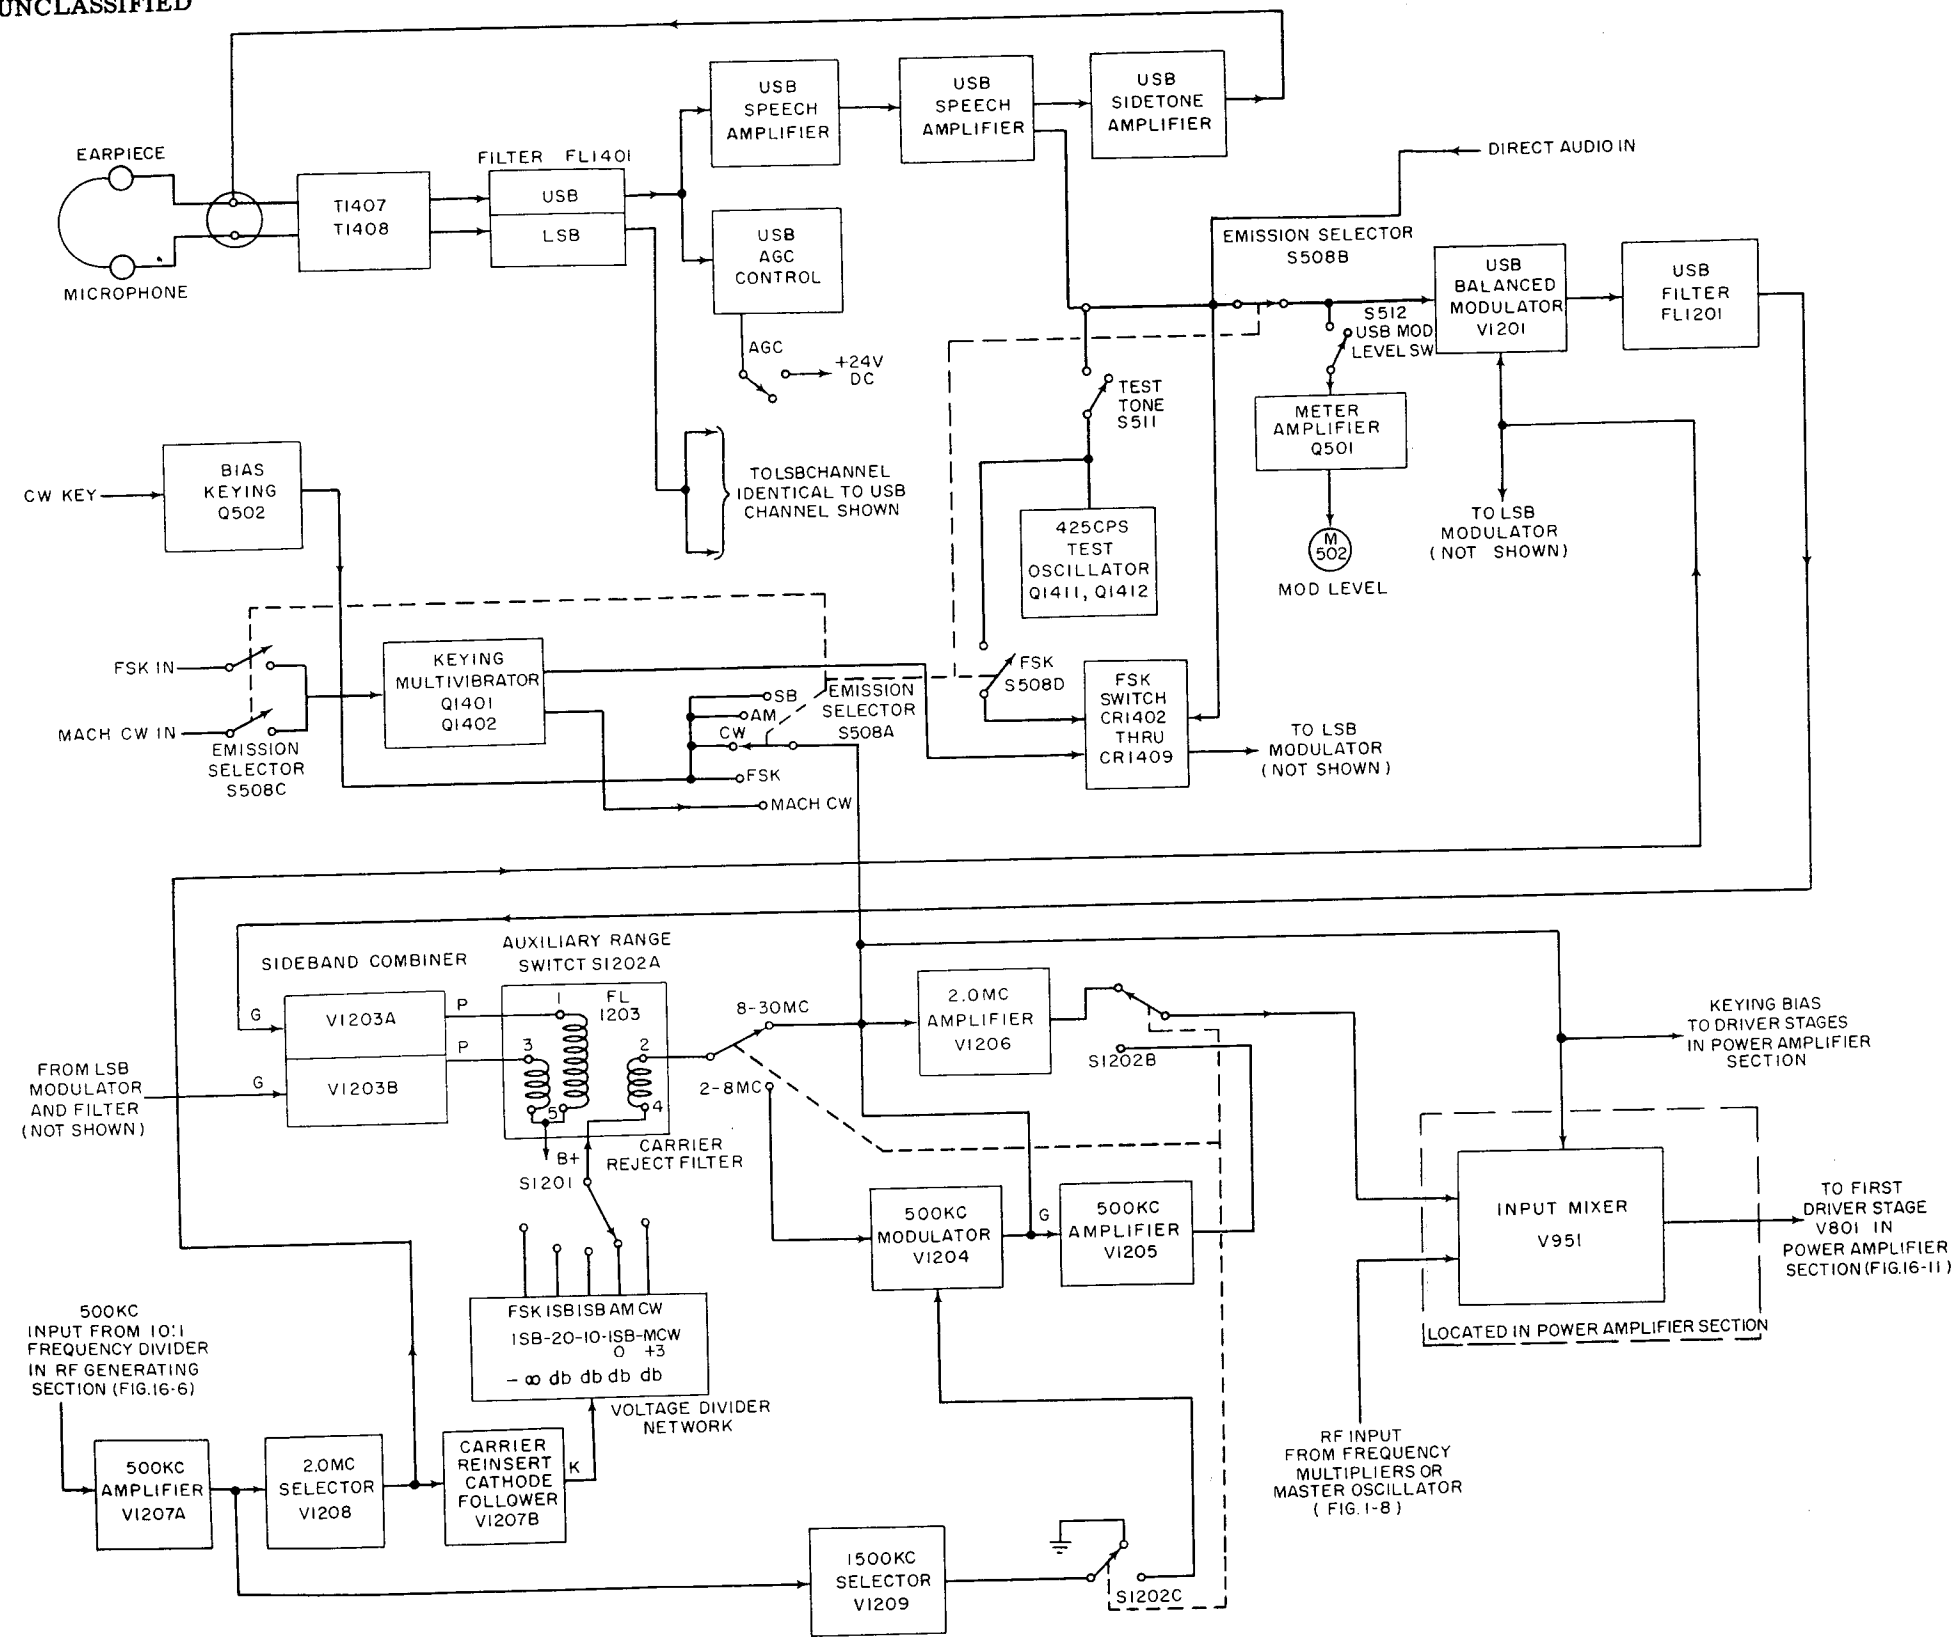 UNCLASSIFIED
EARPIECE
MICROPHONE
T1407
T1408
FILTER FL1401
USB
LSB
USB
SPEECH
AMPLIFIER
USB
SPEECH
AMPLIFIER
USB
SIDETONE
AMPLIFIER
USB
AGC
CONTROL
AGC
+24V
DC
DIRECT AUDIO IN
EMISSION SELECTOR
S508B
USB
BALANCED
MODULATOR
V1201
USB
FILTER
FL1201
S512
USB MOD
LEVEL SW
METER
AMPLIFIER
Q501
M
502
MOD LEVEL
TO LSB
MODULATOR
(NOT SHOWN)
TEST
TONE
S511
425CPS
TEST
OSCILLATOR
Q1411, Q1412
TOLSBCHANNEL
IDENTICAL TO USB
CHANNEL SHOWN
CW KEY
BIAS
KEYING
Q502
FSK IN
MACH CW IN
EMISSION
SELECTOR
S508C
KEYING
MULTIVIBRATOR
Q1401
Q1402
SB
AM
CW
FSK
MACH CW
EMISSION
SELECTOR
S508A
FSK
S508D
FSK
SWITCH
CR1402
THRU
CR1409
TO LSB
MODULATOR
(NOT SHOWN)
SIDEBAND COMBINER
AUXILIARY RANGE
SWITCT S1202A
G
V1203A
P
G
V1203B
P
FROM LSB
MODULATOR
AND FILTER
(NOT SHOWN)
1
FL
1203
3
2
5
4
B+
CARRIER
REJECT FILTER
S1201
8-30MC
2-8MC
2.0MC
AMPLIFIER
V1206
S1202B
KEYING BIAS
TO DRIVER STAGES
IN POWER AMPLIFIER
SECTION
500KC
MODULATOR
V1204
G
500KC
AMPLIFIER
V1205
INPUT MIXER
V951
LOCATED IN POWER AMPLIFIER SECTION
TO FIRST
DRIVER STAGE
V801 IN
POWER AMPLIFIER
SECTION (FIG.16-11)
FSK ISB ISB AM CW
ISB-20-10-ISB-MCW
0 +3
-∞ db db db db
VOLTAGE DIVIDER
NETWORK
500KC
INPUT FROM 10:1
FREQUENCY DIVIDER
IN RF GENERATING
SECTION (FIG.16-6)
500KC
AMPLIFIER
V1207A
2.0MC
SELECTOR
V1208
CARRIER
REINSERT
CATHODE
FOLLOWER
V1207B
K
1500KC
SELECTOR
V1209
S1202C
RF INPUT
FROM FREQUENCY
MULTIPLIERS OR
MASTER OSCILLATOR
(FIG. 1-8)